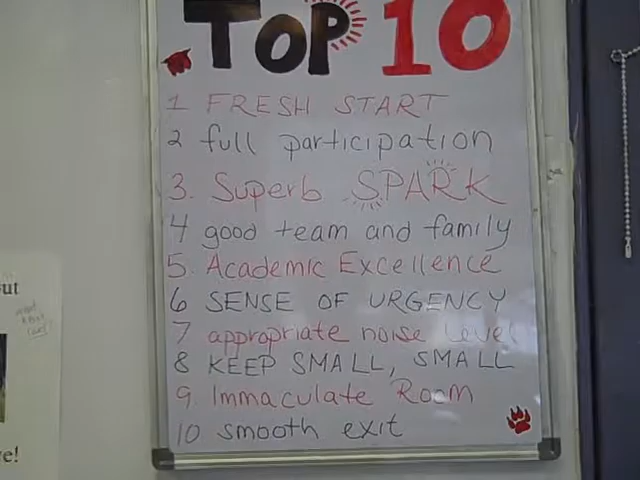 Top 10
1 FRESH START
2 full participation
3. Superb SPARK
4 good team and family
5. Academic Excellence
6 SENSE OF URGENCY
7 appropriate noise level
8 KEEP SMALL, SMALL
9. Immaculate Room
10 smooth exit
ut
e!